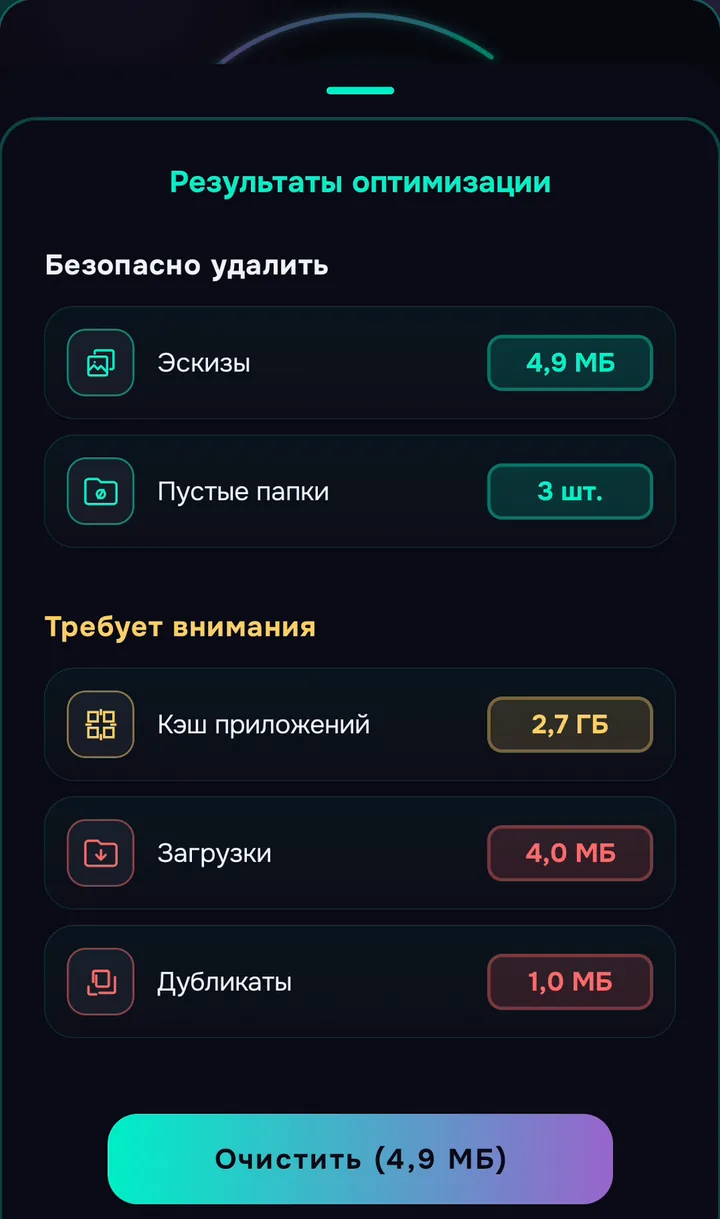 Результаты оптимизации
Безопасно удалить
Эскизы 4,9 МБ
Пустые папки 3 шт.
Требует внимания
Кэш приложений 2,7 ГБ
Загрузки 4,0 МБ
Дубликаты 1,0 МБ
Очистить (4,9 МБ)